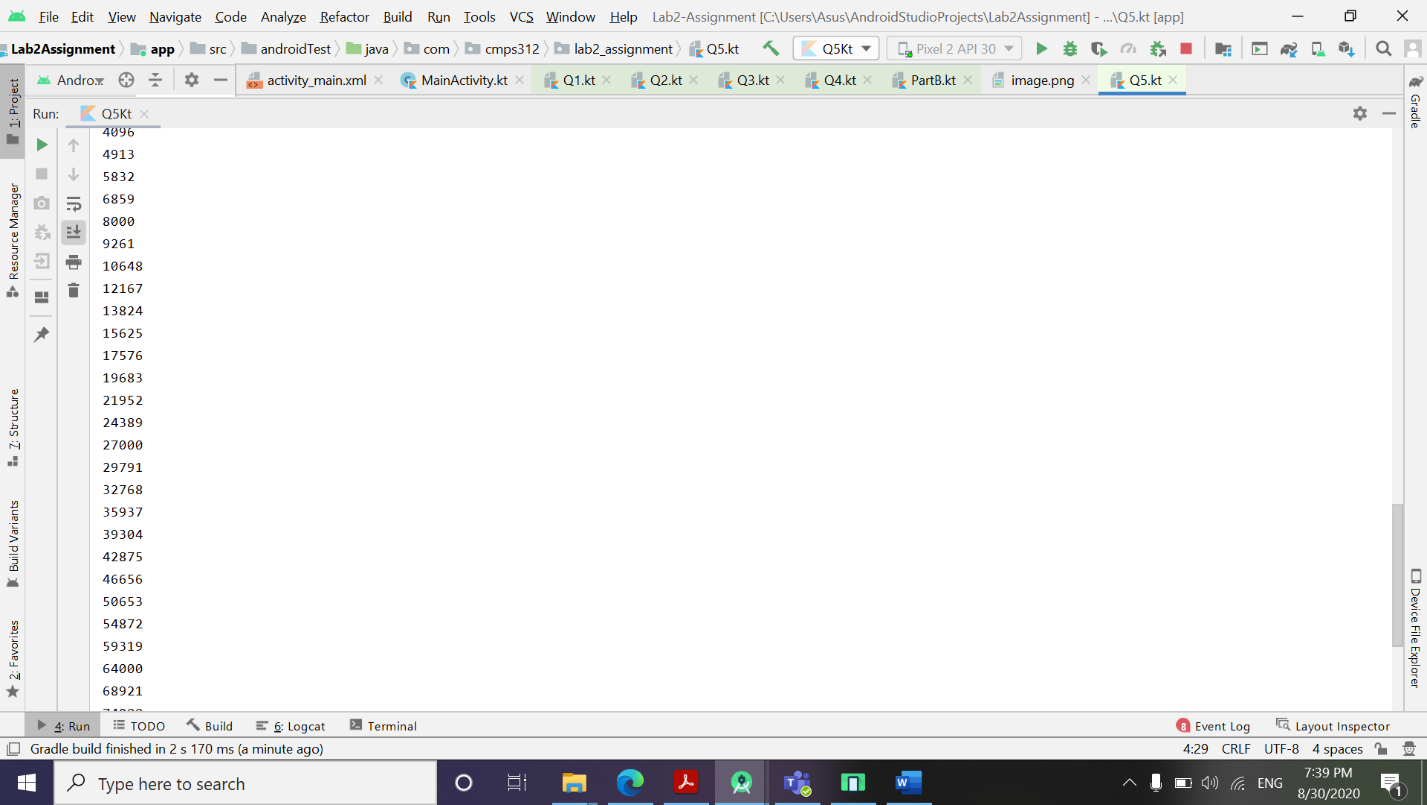 File Edit View Navigate Code Analyze Refactor Build Run Tools VCS Window Help Lab2-Assignment [C:\Users\Asus\AndroidStudioProjects\Lab2Assignment] - ...\Q5.kt [app]
Lab2Assignment app src androidTest java com cmps312 lab2_assignment Q5.kt Q5Kt Pixel 2 API 30
1: Project
Resource Manager
7: Structure
Build Variants
2: Favorites
Andro activity_main.xml MainActivity.kt Q1.kt Q2.kt Q3.kt Q4.kt PartB.kt image.png Q5.kt
Run: Q5Kt
4096
4913
5832
6859
8000
9261
10648
12167
13824
15625
17576
19683
21952
24389
27000
29791
32768
35937
39304
42875
46656
50653
54872
59319
64000
68921
Gradle
Device File Explorer
4: Run TODO Build 6: Logcat Terminal 8 Event Log Layout Inspector
Gradle build finished in 2 s 170 ms (a minute ago) 4:29 CRLF UTF-8 4 spaces
Type here to search ENG 7:39 PM
8/30/2020 1